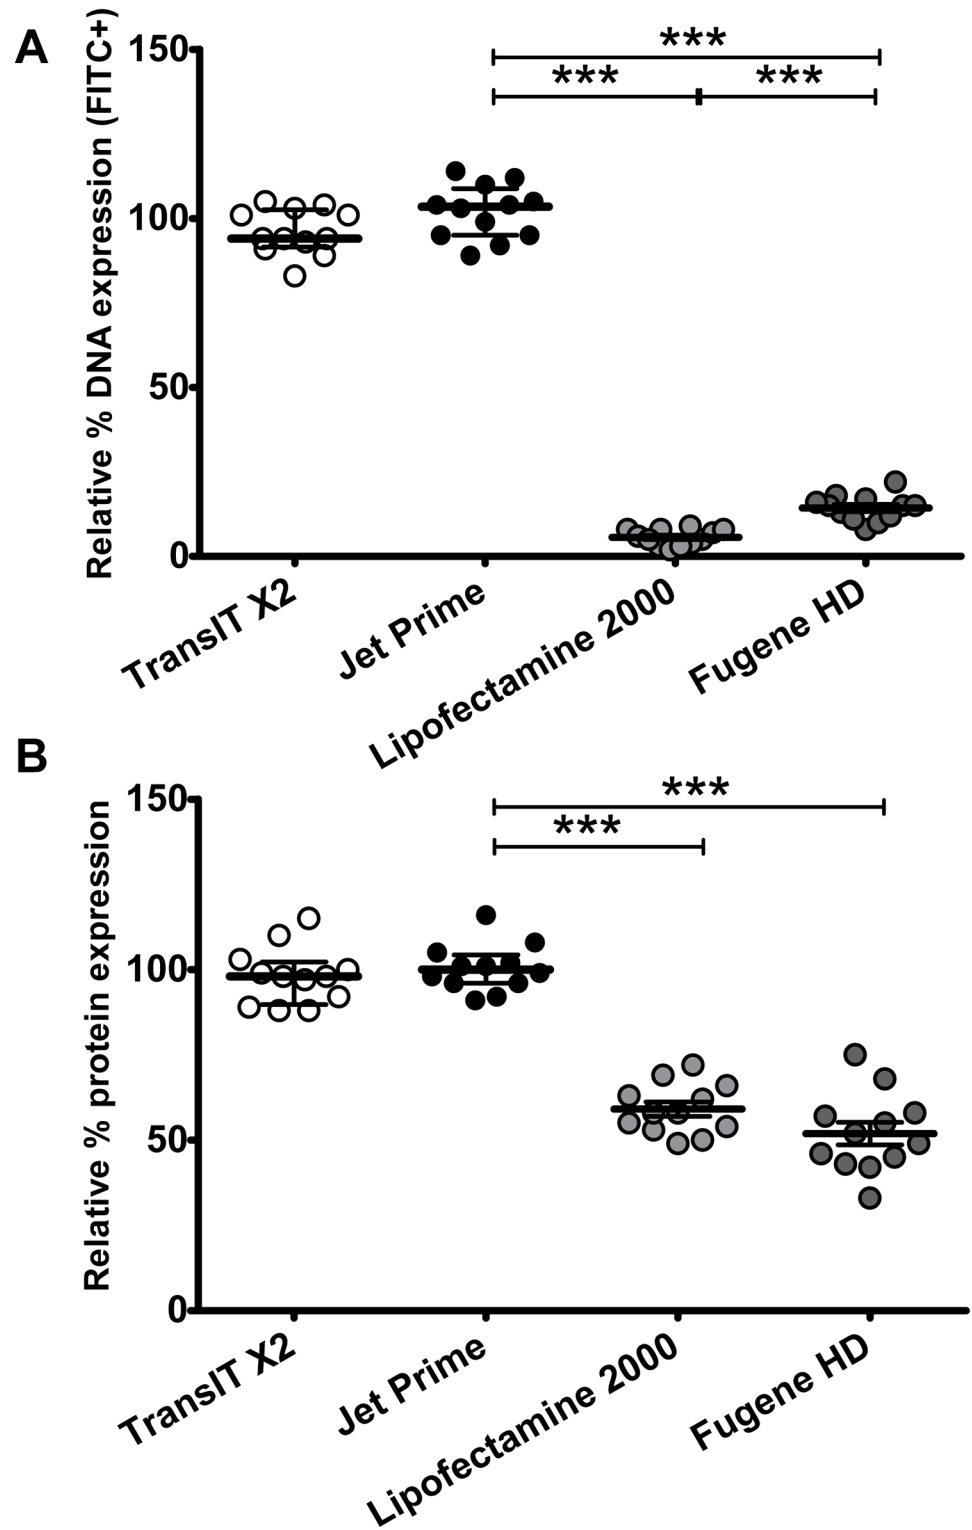 A
Relative % DNA expression (FITC+)
150
100
50
0
***
***
***
TransIT X2
Jet Prime
Lipofectamine 2000
Fugene HD
B
Relative % protein expression
150
100
50
0
***
***
TransIT X2
Jet Prime
Lipofectamine 2000
Fugene HD